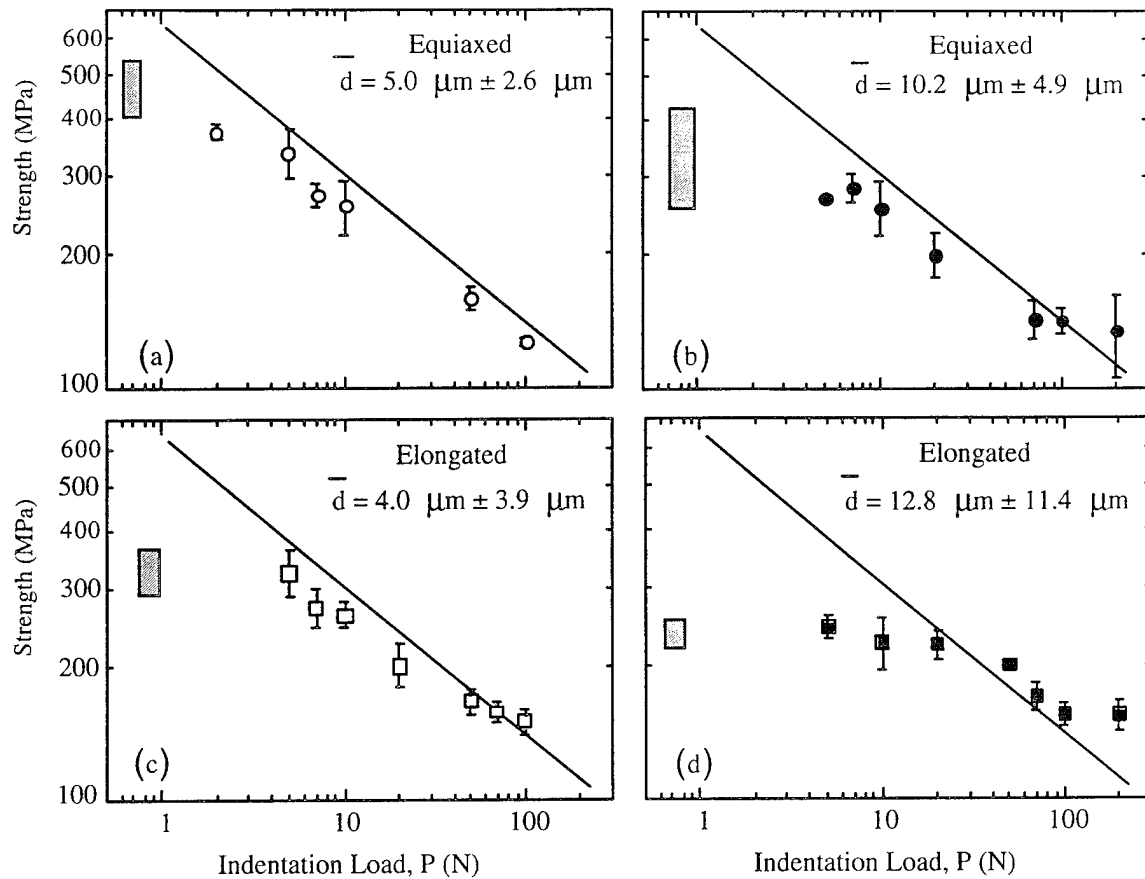 Equiaxed
d̄ = 5.0 μm ± 2.6 μm
Strength (MPa)
600
500
400
300
200
100
(a)
Equiaxed
d̄ = 10.2 μm ± 4.9 μm
(b)
Elongated
d̄ = 4.0 μm ± 3.9 μm
Strength (MPa)
600
500
400
300
200
100
(c)
1 10 100
Indentation Load, P (N)
Elongated
d̄ = 12.8 μm ± 11.4 μm
(d)
1 10 100
Indentation Load, P (N)